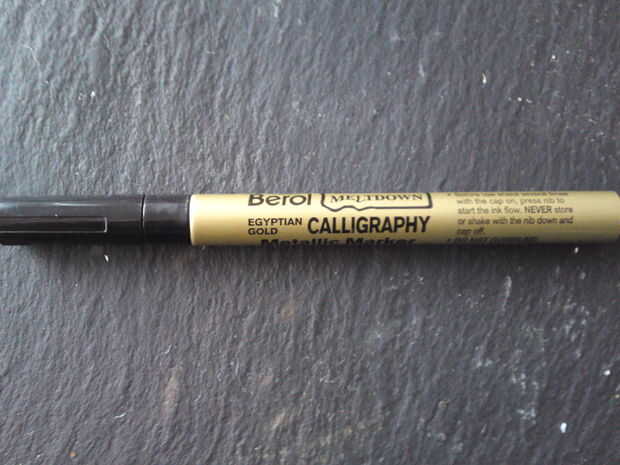 Berol MELTDOWN
EGYPTIAN GOLD CALLIGRAPHY
Metallic Marker
with the cap on, press nib to
start the ink flow. NEVER store
or shake with the nib down and
cap off.